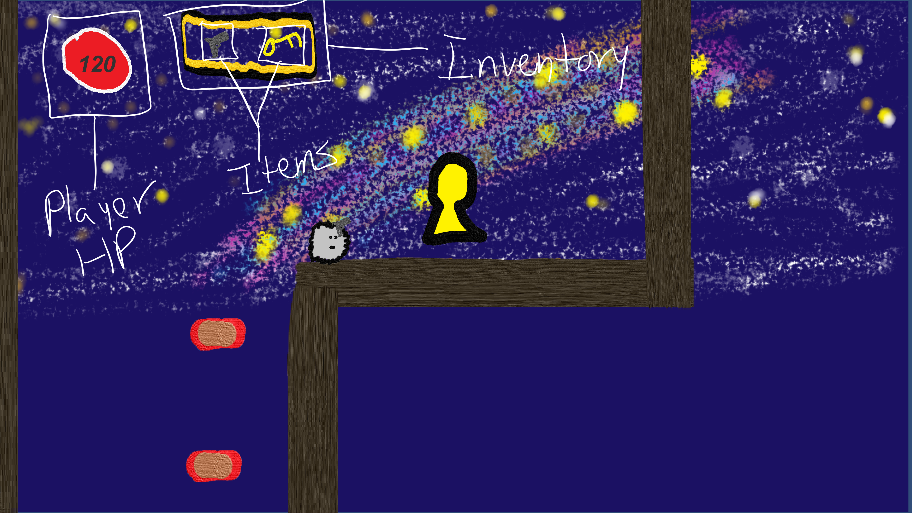 120
Inventory
Items
Player
HP